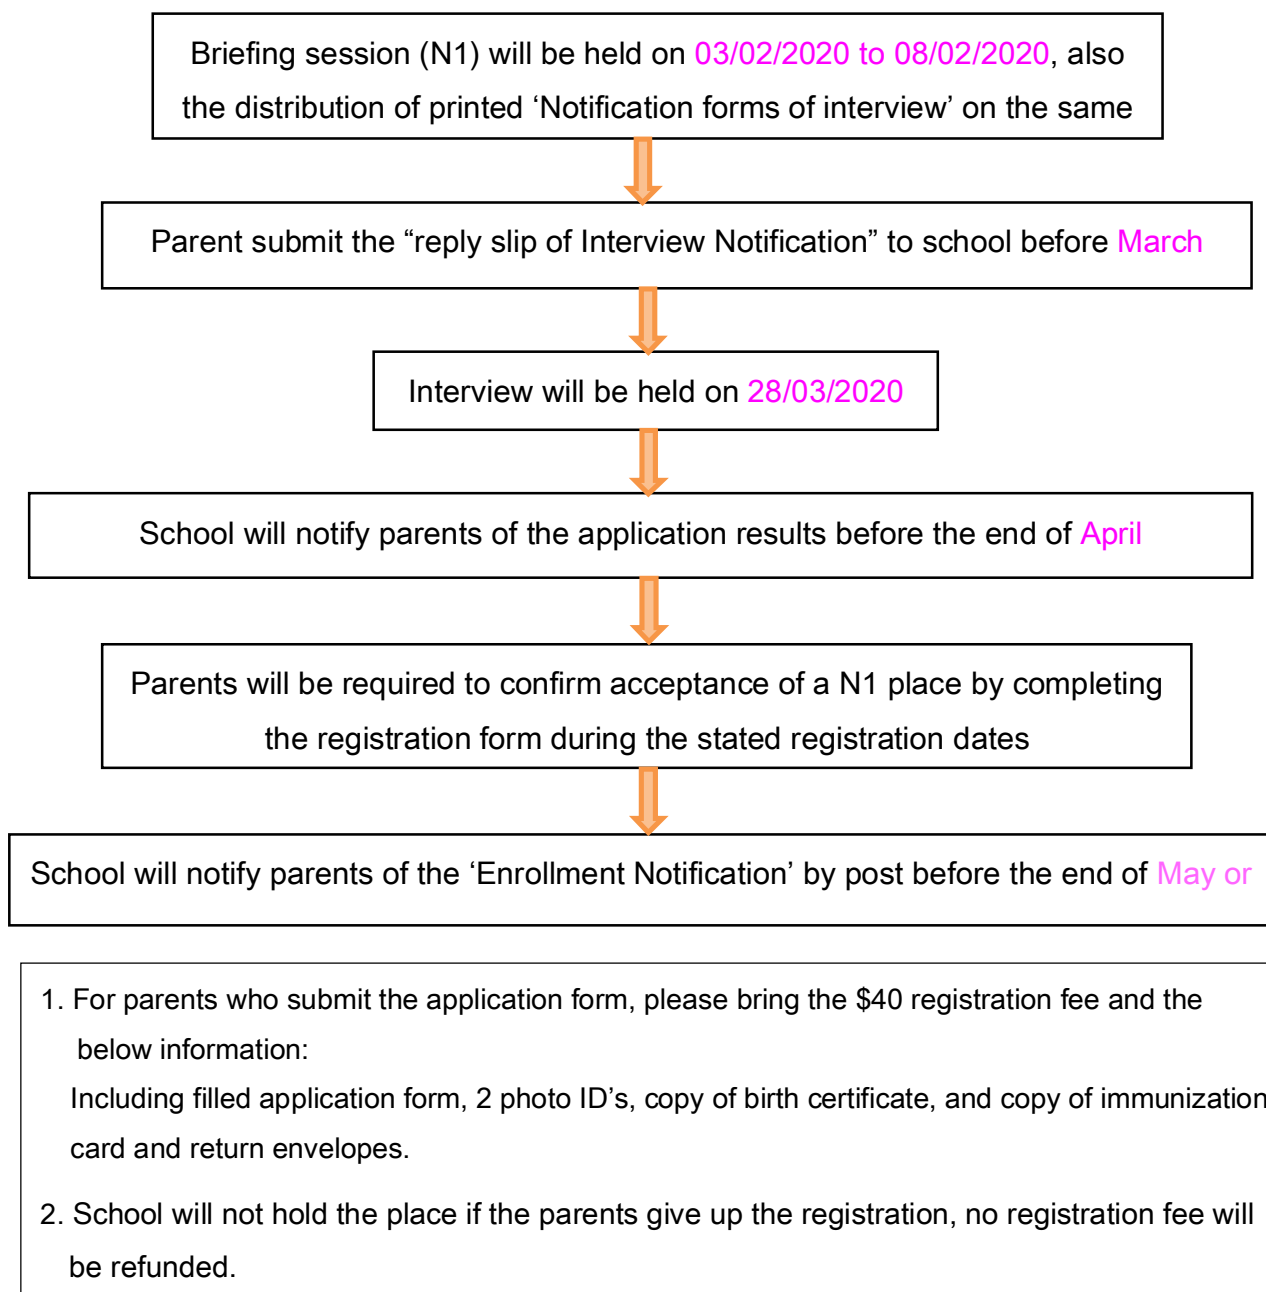 Briefing session (N1) will be held on 03/02/2020 to 08/02/2020, also
the distribution of printed ‘Notification forms of interview’ on the same
Parent submit the “reply slip of Interview Notification” to school before March
Interview will be held on 28/03/2020
School will notify parents of the application results before the end of April
Parents will be required to confirm acceptance of a N1 place by completing
the registration form during the stated registration dates
School will notify parents of the ‘Enrollment Notification’ by post before the end of May or
1. For parents who submit the application form, please bring the $40 registration fee and the
below information:
Including filled application form, 2 photo ID’s, copy of birth certificate, and copy of immunization
card and return envelopes.
2. School will not hold the place if the parents give up the registration, no registration fee will
be refunded.